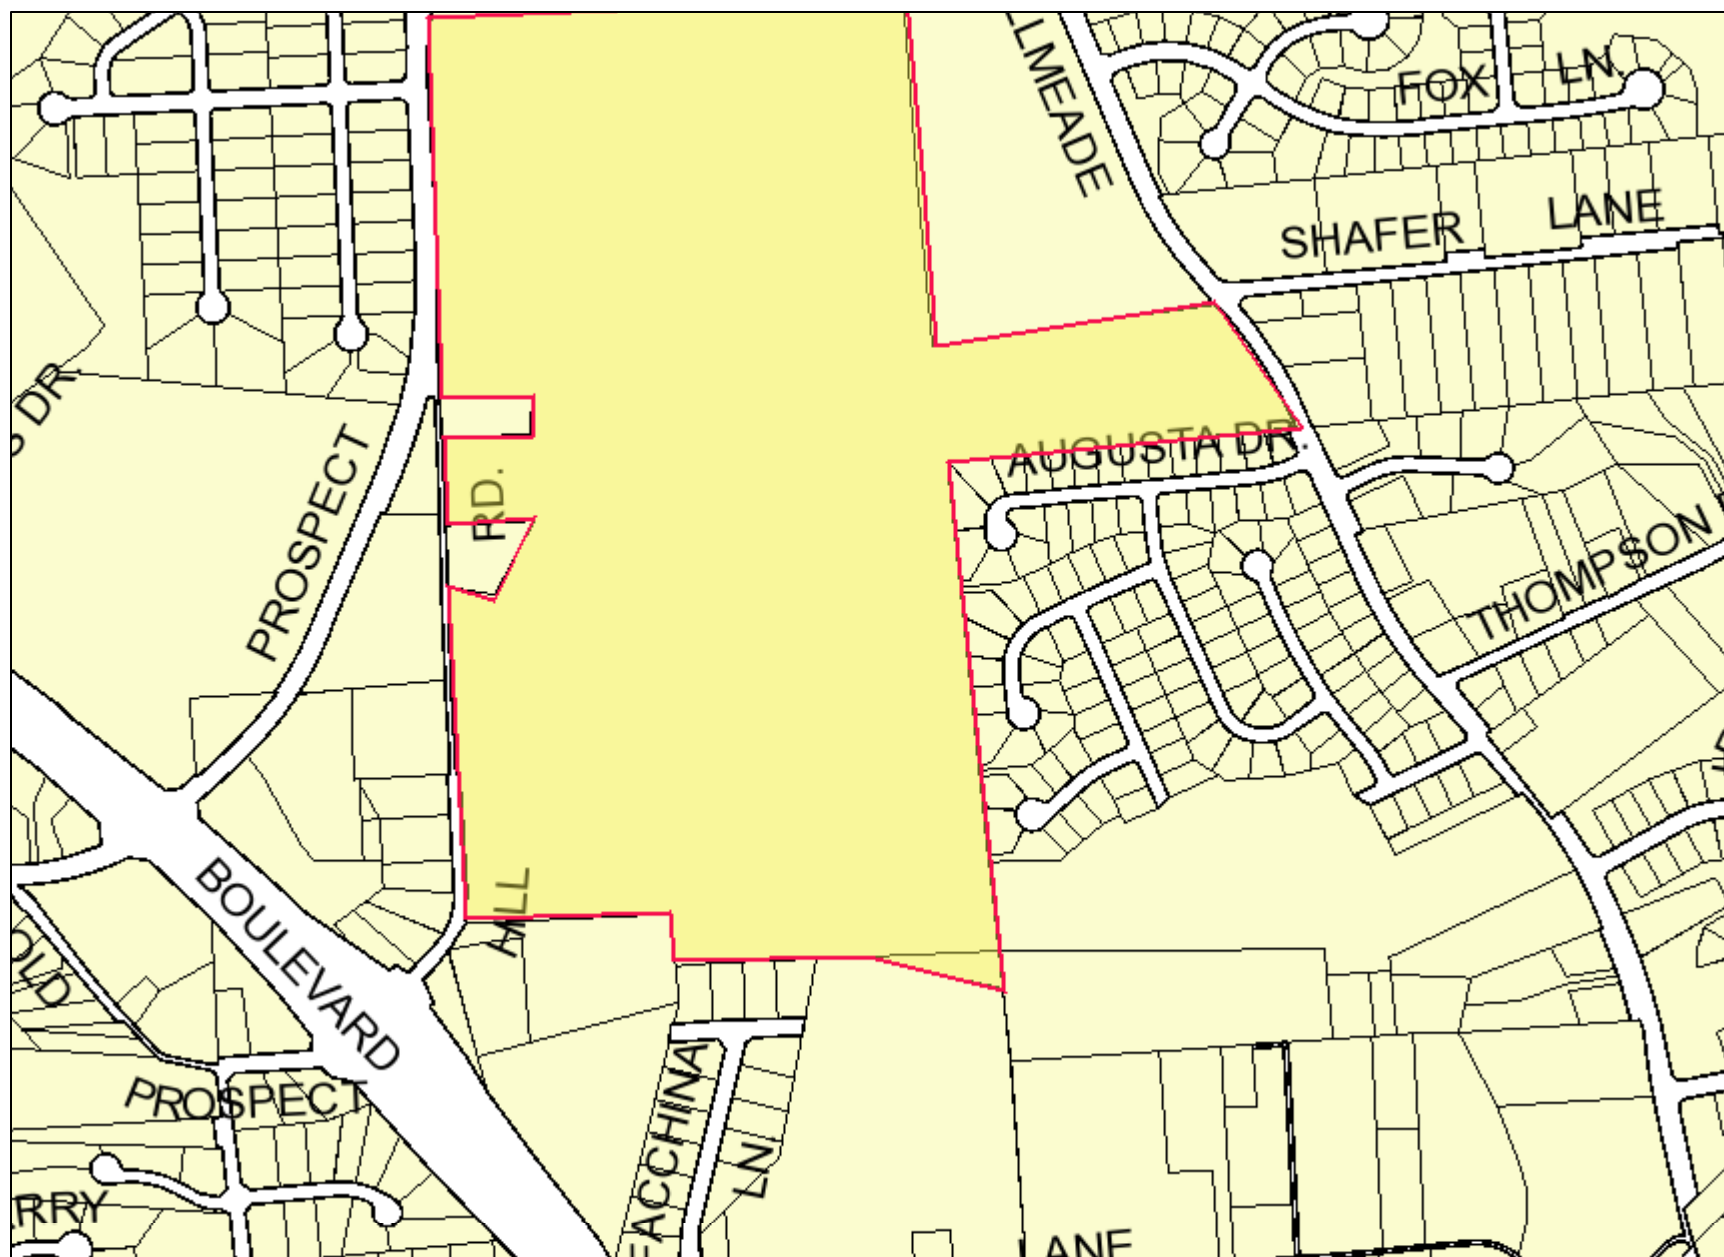 LLMEADE
FOX LN.
SHAFER LANE
DR.
AUGUSTA DR.
PROSPECT
RD.
THOMPSON
BOULEVARD
HILL
OLD
PROSPECT
FACCHINA
LN.
RRY
LANE